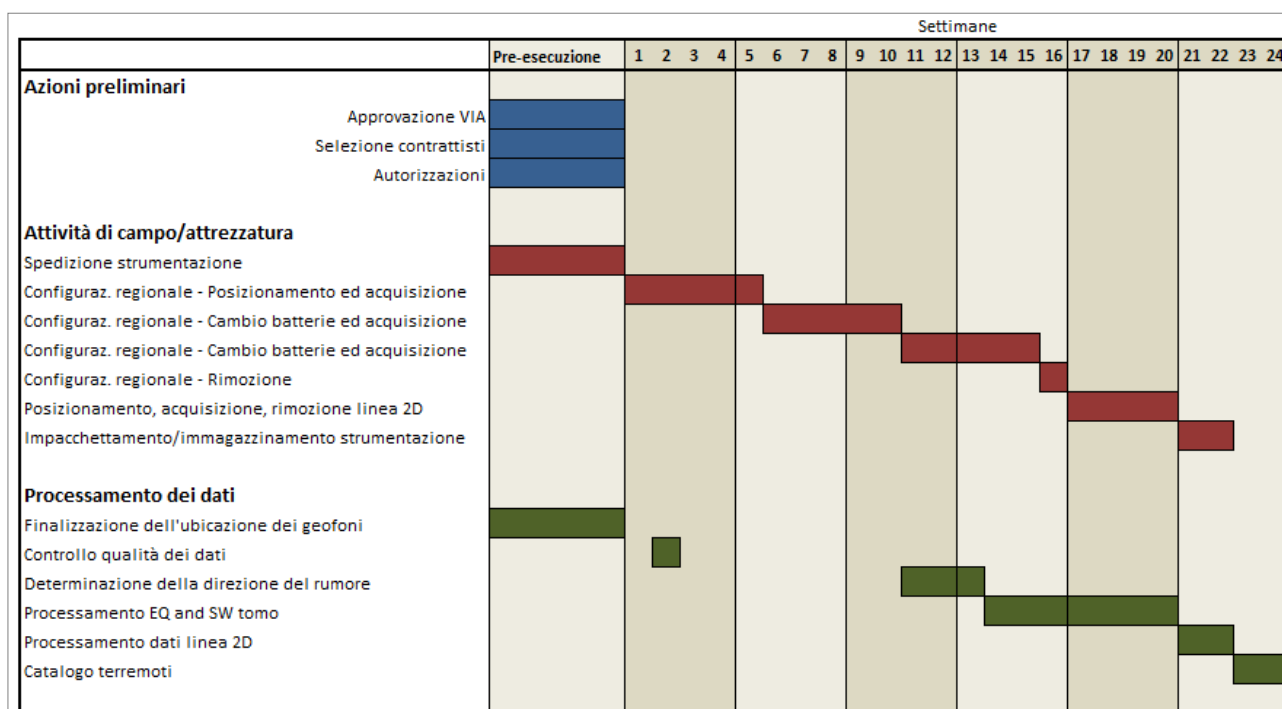 Settimane
Pre-esecuzione 1 2 3 4 5 6 7 8 9 10 11 12 13 14 15 16 17 18 19 20 21 22 23 24
Azioni preliminari
Approvazione VIA
Selezione contrattisti
Autorizzazioni
Attività di campo/attrezzatura
Spedizione strumentazione
Configuraz. regionale - Posizionamento ed acquisizione
Configuraz. regionale - Cambio batterie ed acquisizione
Configuraz. regionale - Cambio batterie ed acquisizione
Configuraz. regionale - Rimozione
Posizionamento, acquisizione, rimozione linea 2D
Impacchettamento/immagazzinamento strumentazione
Processamento dei dati
Finalizzazione dell'ubicazione dei geofoni
Controllo qualità dei dati
Determinazione della direzione del rumore
Processamento EQ and SW tomo
Processamento dati linea 2D
Catalogo terremoti